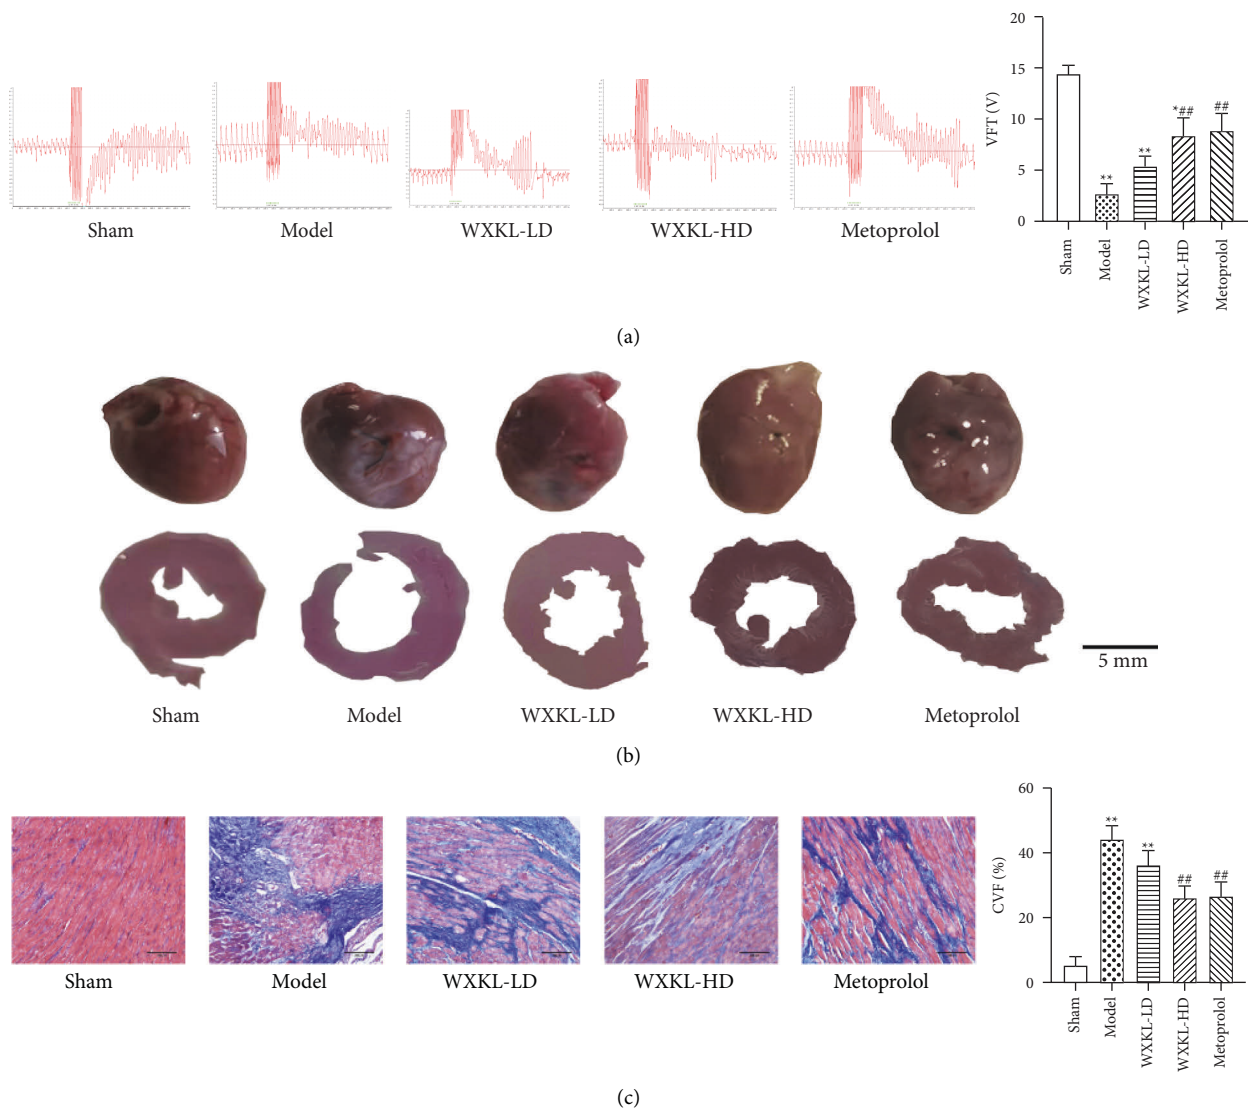 20
15
10
5
0
VFT (V)
**
**
*##
##
Sham
Model
WXKL-LD
WXKL-HD
Metoprolol
Sham
Model
WXKL-LD
WXKL-HD
Metoprolol
(a)
5 mm
Sham
Model
WXKL-LD
WXKL-HD
Metoprolol
(b)
60
40
20
0
CVF (%)
**
**
##
##
Sham
Model
WXKL-LD
WXKL-HD
Metoprolol
Sham
Model
WXKL-LD
WXKL-HD
Metoprolol
(c)